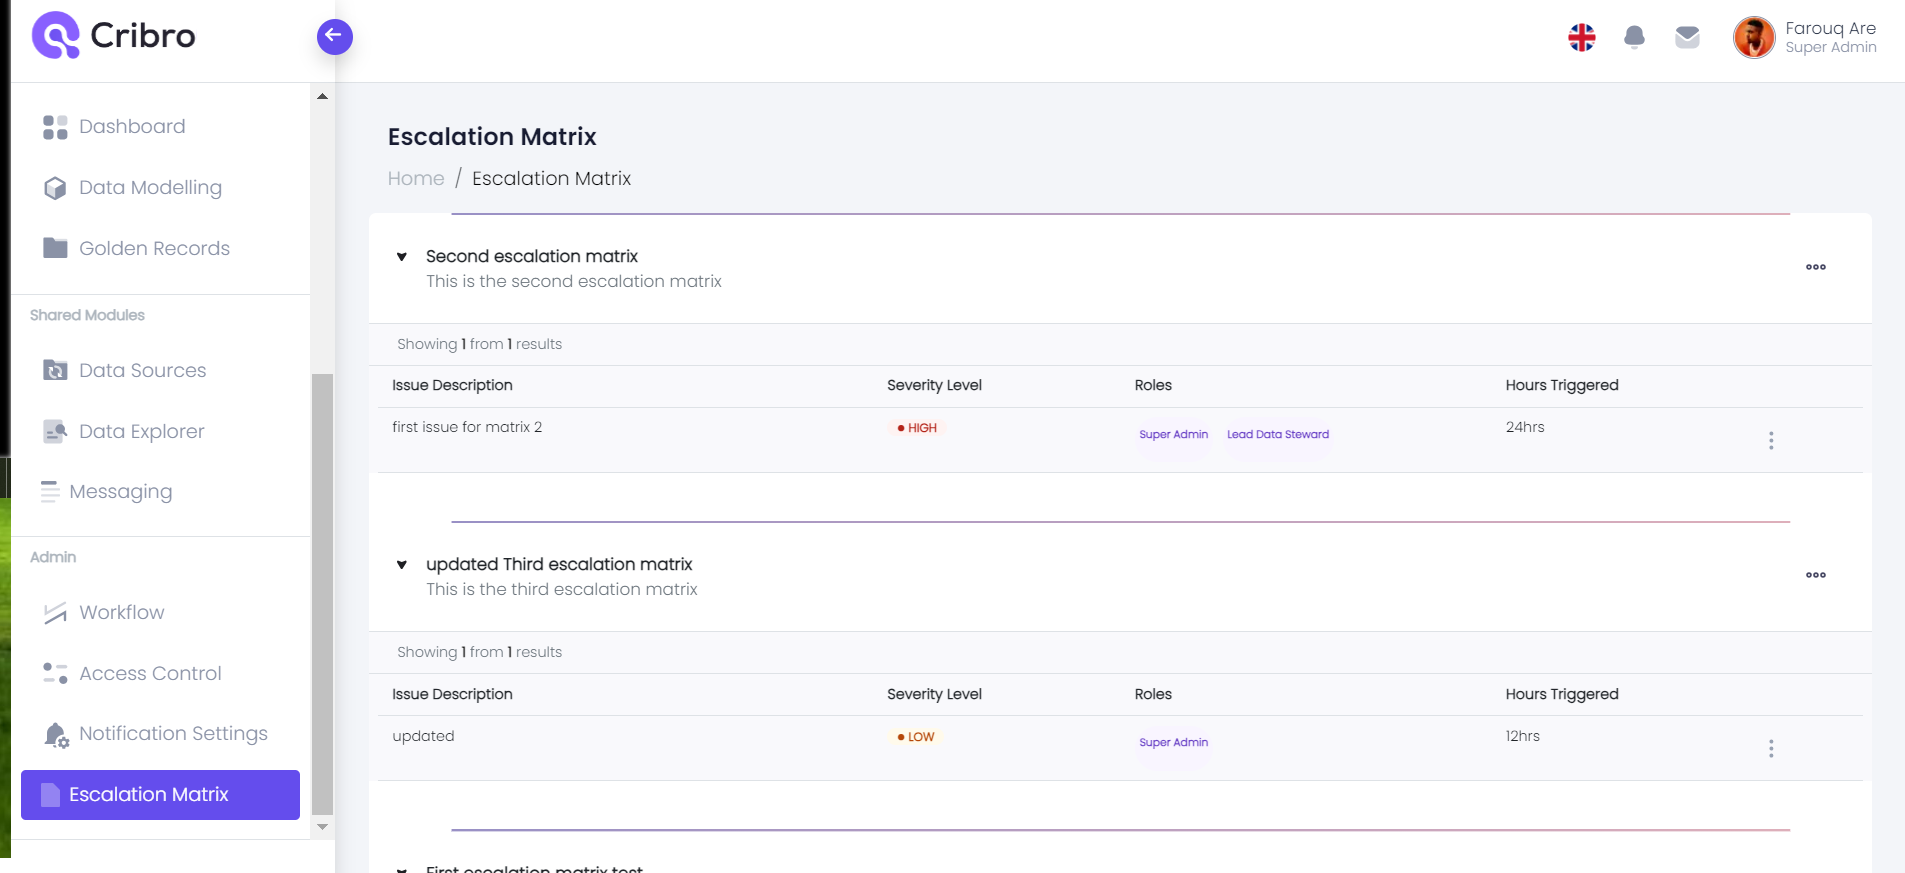 Cribro
Farouq Are
Super Admin
Dashboard
Data Modelling
Golden Records
Shared Modules
Data Sources
Data Explorer
Messaging
Admin
Workflow
Access Control
Notification Settings
Escalation Matrix
Escalation Matrix
Home / Escalation Matrix
Second escalation matrix
This is the second escalation matrix
Showing 1 from 1 results
Issue Description Severity Level Roles Hours Triggered
first issue for matrix 2 HIGH Super Admin Lead Data Steward 24hrs
updated Third escalation matrix
This is the third escalation matrix
Showing 1 from 1 results
Issue Description Severity Level Roles Hours Triggered
updated LOW Super Admin 12hrs
First escalation matrix test